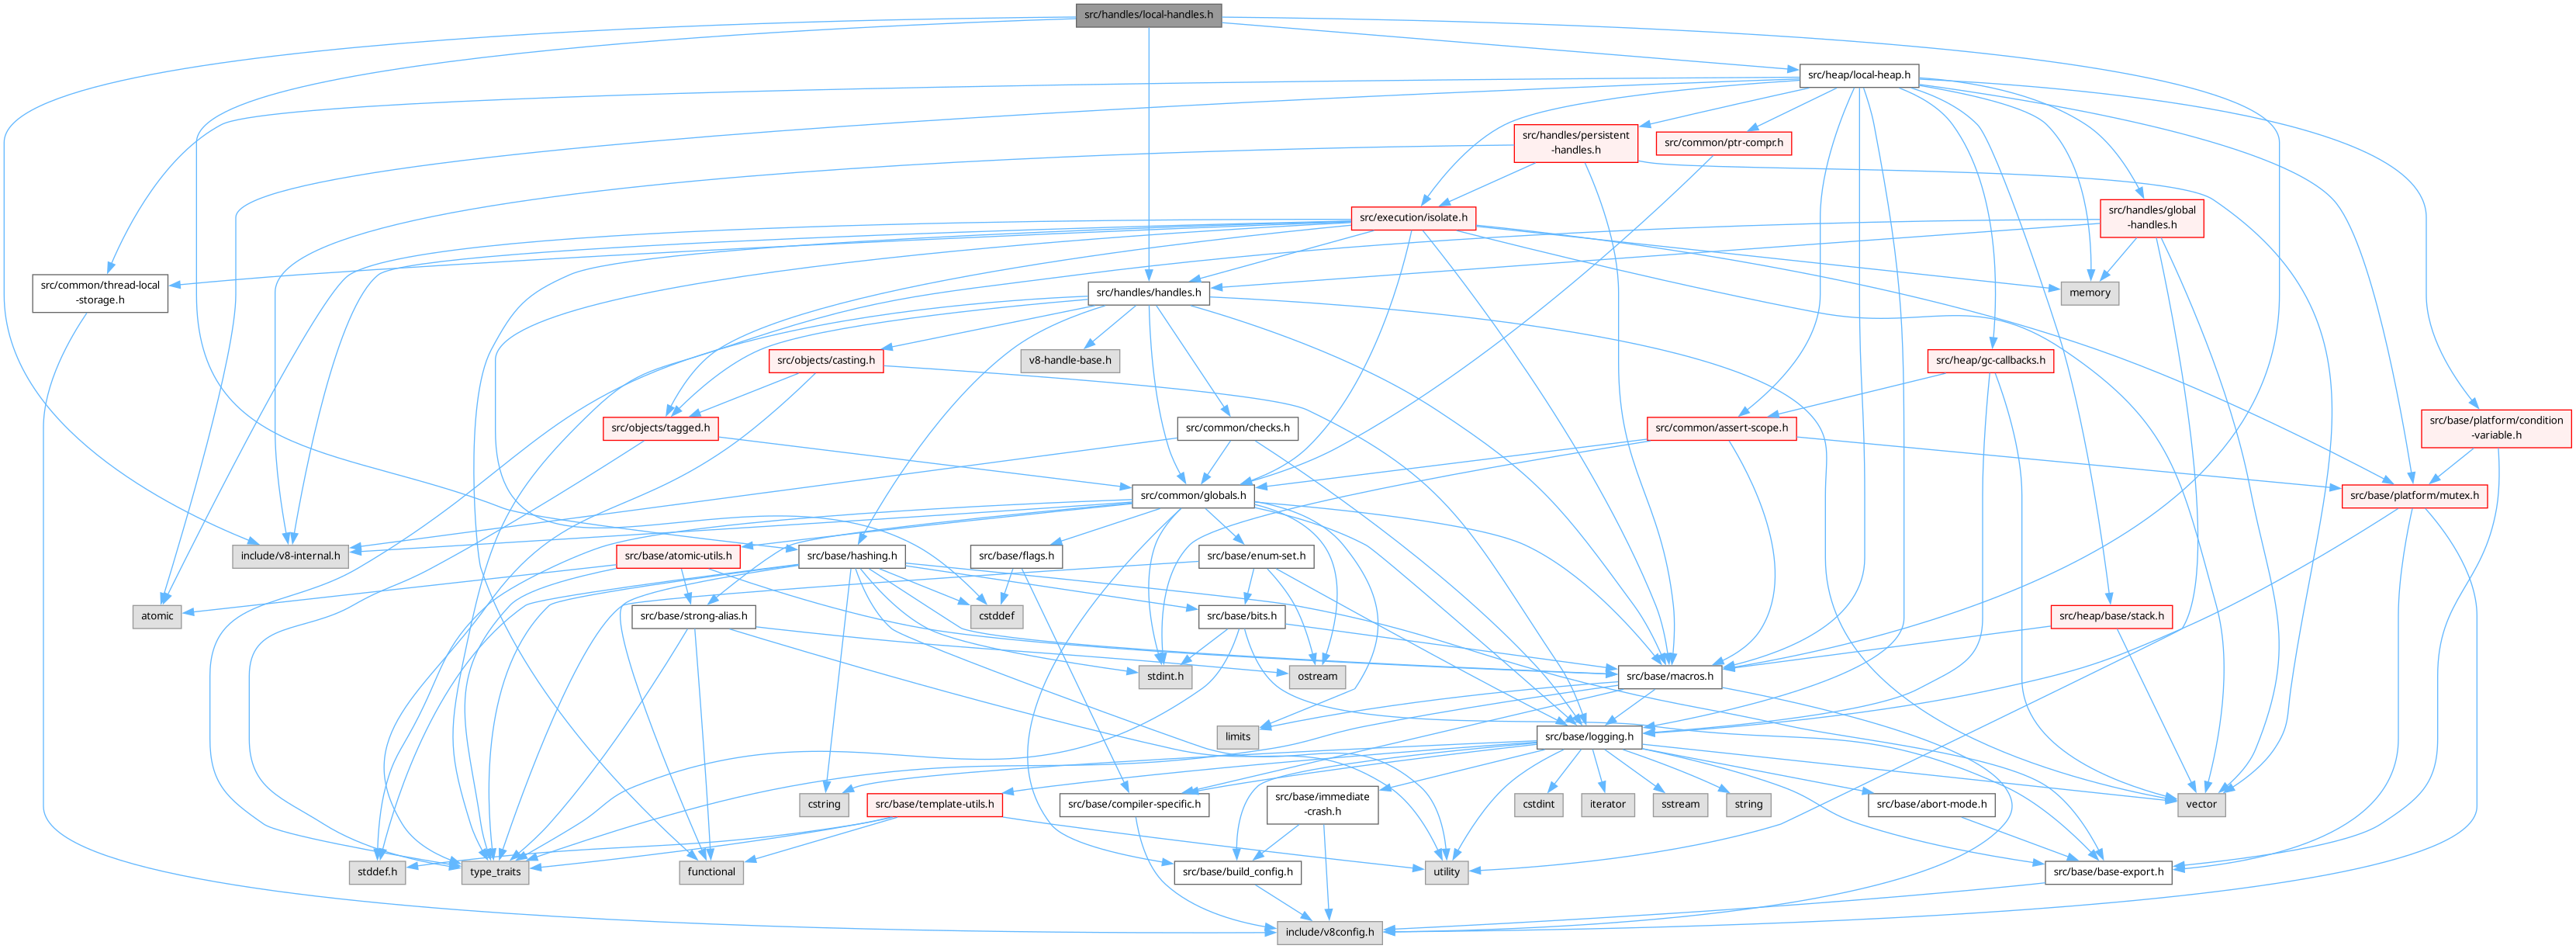 src/handles/local-handles.h
src/heap/local-heap.h
src/handles/persistent
-handles.h
src/common/ptr-compr.h
src/execution/isolate.h
src/handles/global
-handles.h
src/common/thread-local
-storage.h
src/handles/handles.h
memory
src/objects/casting.h
v8-handle-base.h
src/heap/gc-callbacks.h
src/objects/tagged.h
src/common/checks.h
src/common/assert-scope.h
src/base/platform/condition
-variable.h
src/common/globals.h
src/base/platform/mutex.h
include/v8-internal.h
src/base/atomic-utils.h
src/base/hashing.h
src/base/flags.h
src/base/enum-set.h
atomic
src/base/strong-alias.h
cstddef
src/base/bits.h
src/heap/base/stack.h
stdint.h
ostream
src/base/macros.h
limits
src/base/logging.h
cstring
src/base/template-utils.h
src/base/compiler-specific.h
src/base/immediate
-crash.h
cstdint
iterator
sstream
string
src/base/abort-mode.h
vector
stddef.h
type_traits
functional
src/base/build_config.h
utility
src/base/base-export.h
include/v8config.h